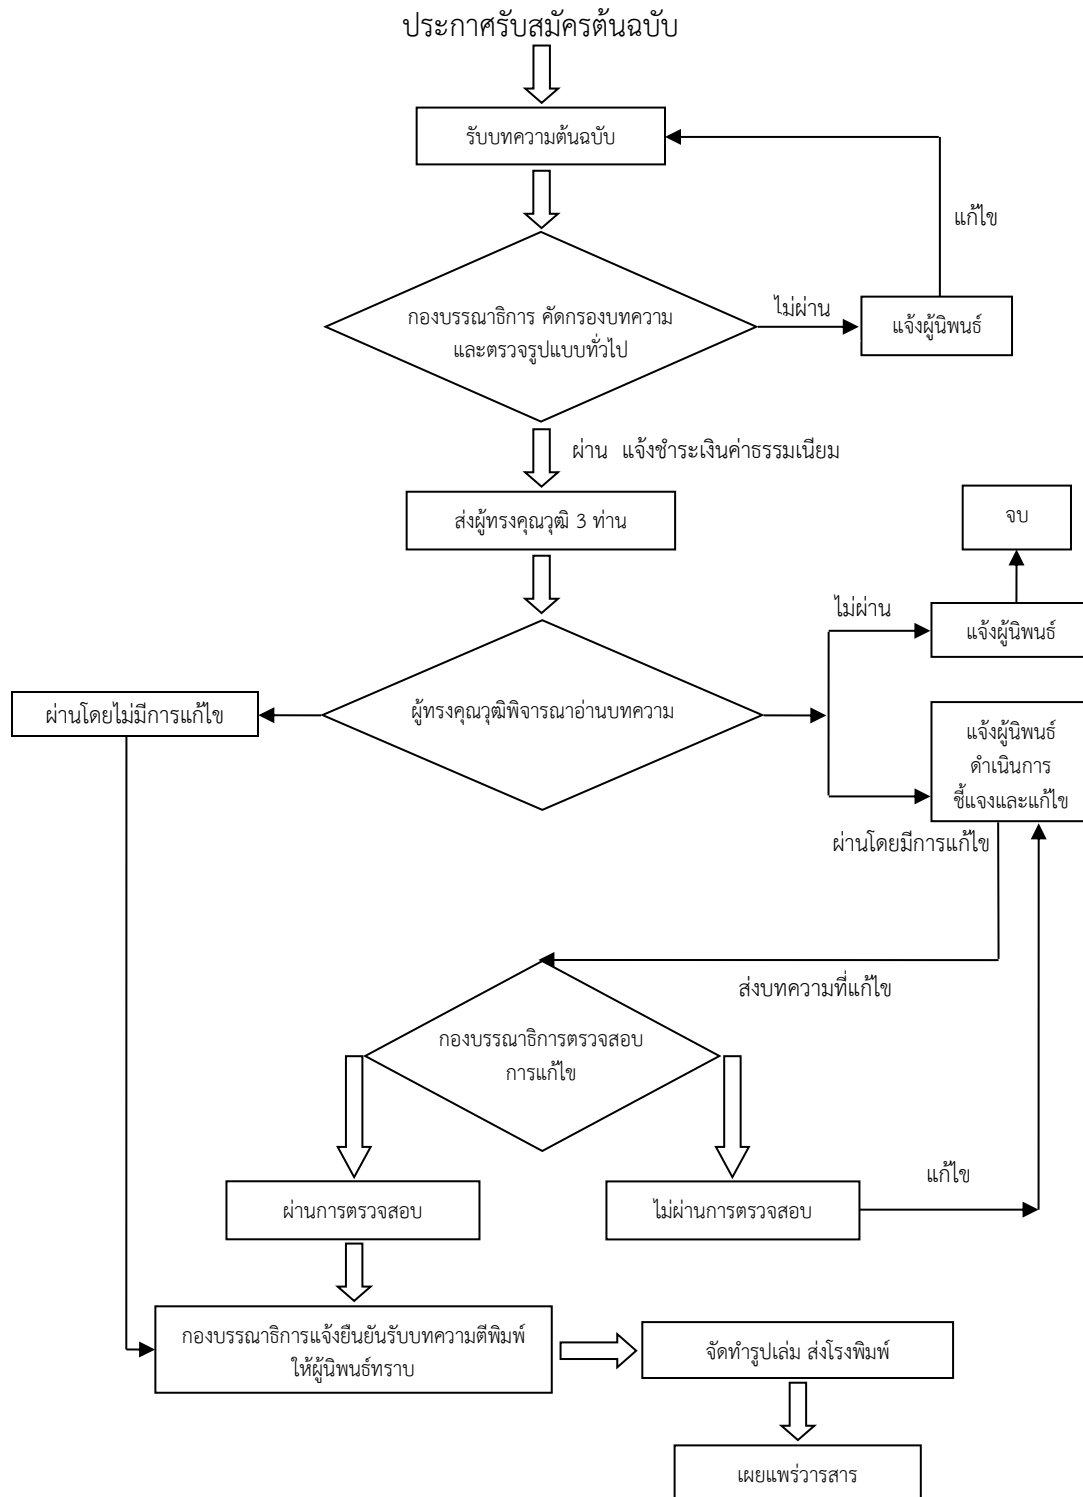 ประกาศรับสมัครต้นฉบับ
รับบทความต้นฉบับ
แก้ไข
กองบรรณาธิการ คัดกรองบทความ
และตรวจรูปแบบทั่วไป
ไม่ผ่าน
แจ้งผู้นิพนธ์
ผ่าน แจ้งชำระเงินค่าธรรมเนียม
ส่งผู้ทรงคุณวุฒิ 3 ท่าน
จบ
ไม่ผ่าน
แจ้งผู้นิพนธ์
ผ่านโดยไม่มีการแก้ไข
ผู้ทรงคุณวุฒิพิจารณาอ่านบทความ
แจ้งผู้นิพนธ์
ดำเนินการ
ชี้แจงและแก้ไข
ผ่านโดยมีการแก้ไข
ส่งบทความที่แก้ไข
กองบรรณาธิการตรวจสอบ
การแก้ไข
แก้ไข
ผ่านการตรวจสอบ
ไม่ผ่านการตรวจสอบ
กองบรรณาธิการแจ้งยืนยันรับบทความตีพิมพ์
ให้ผู้นิพนธ์ทราบ
จัดทำรูปเล่ม ส่งโรงพิมพ์
เผยแพร่วารสาร